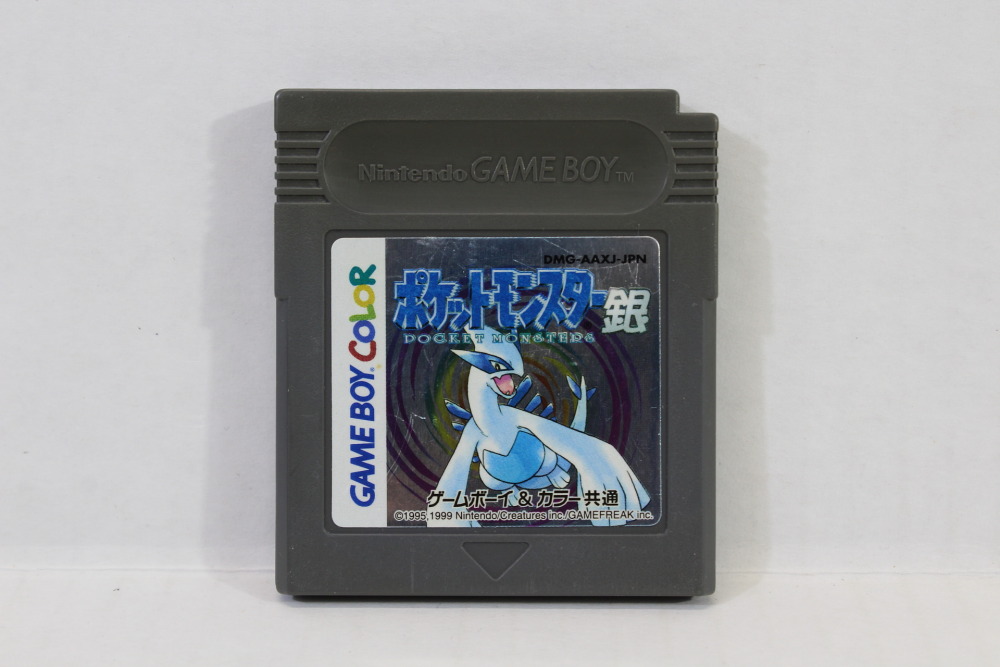 Nintendo GAME BOY TM
GAME BOY COLOR
DMG-AAXJ-JPN
ポケットモンスター銀
POCKET MONSTERS
ゲームボーイ & カラー共通
©1995,1999 Nintendo/Creatures inc./GAMEFREAK inc.